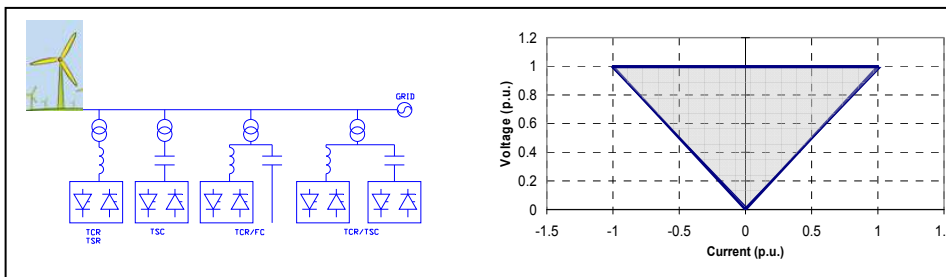 GRID
TCR
TSR
TSC
TCR/FC
TCR/TSC
1.2
1
0.8
0.6
0.4
0.2
0
Voltage (p.u.)
-1.5
-1
-0.5
0
0.5
1
1.
Current (p.u.)